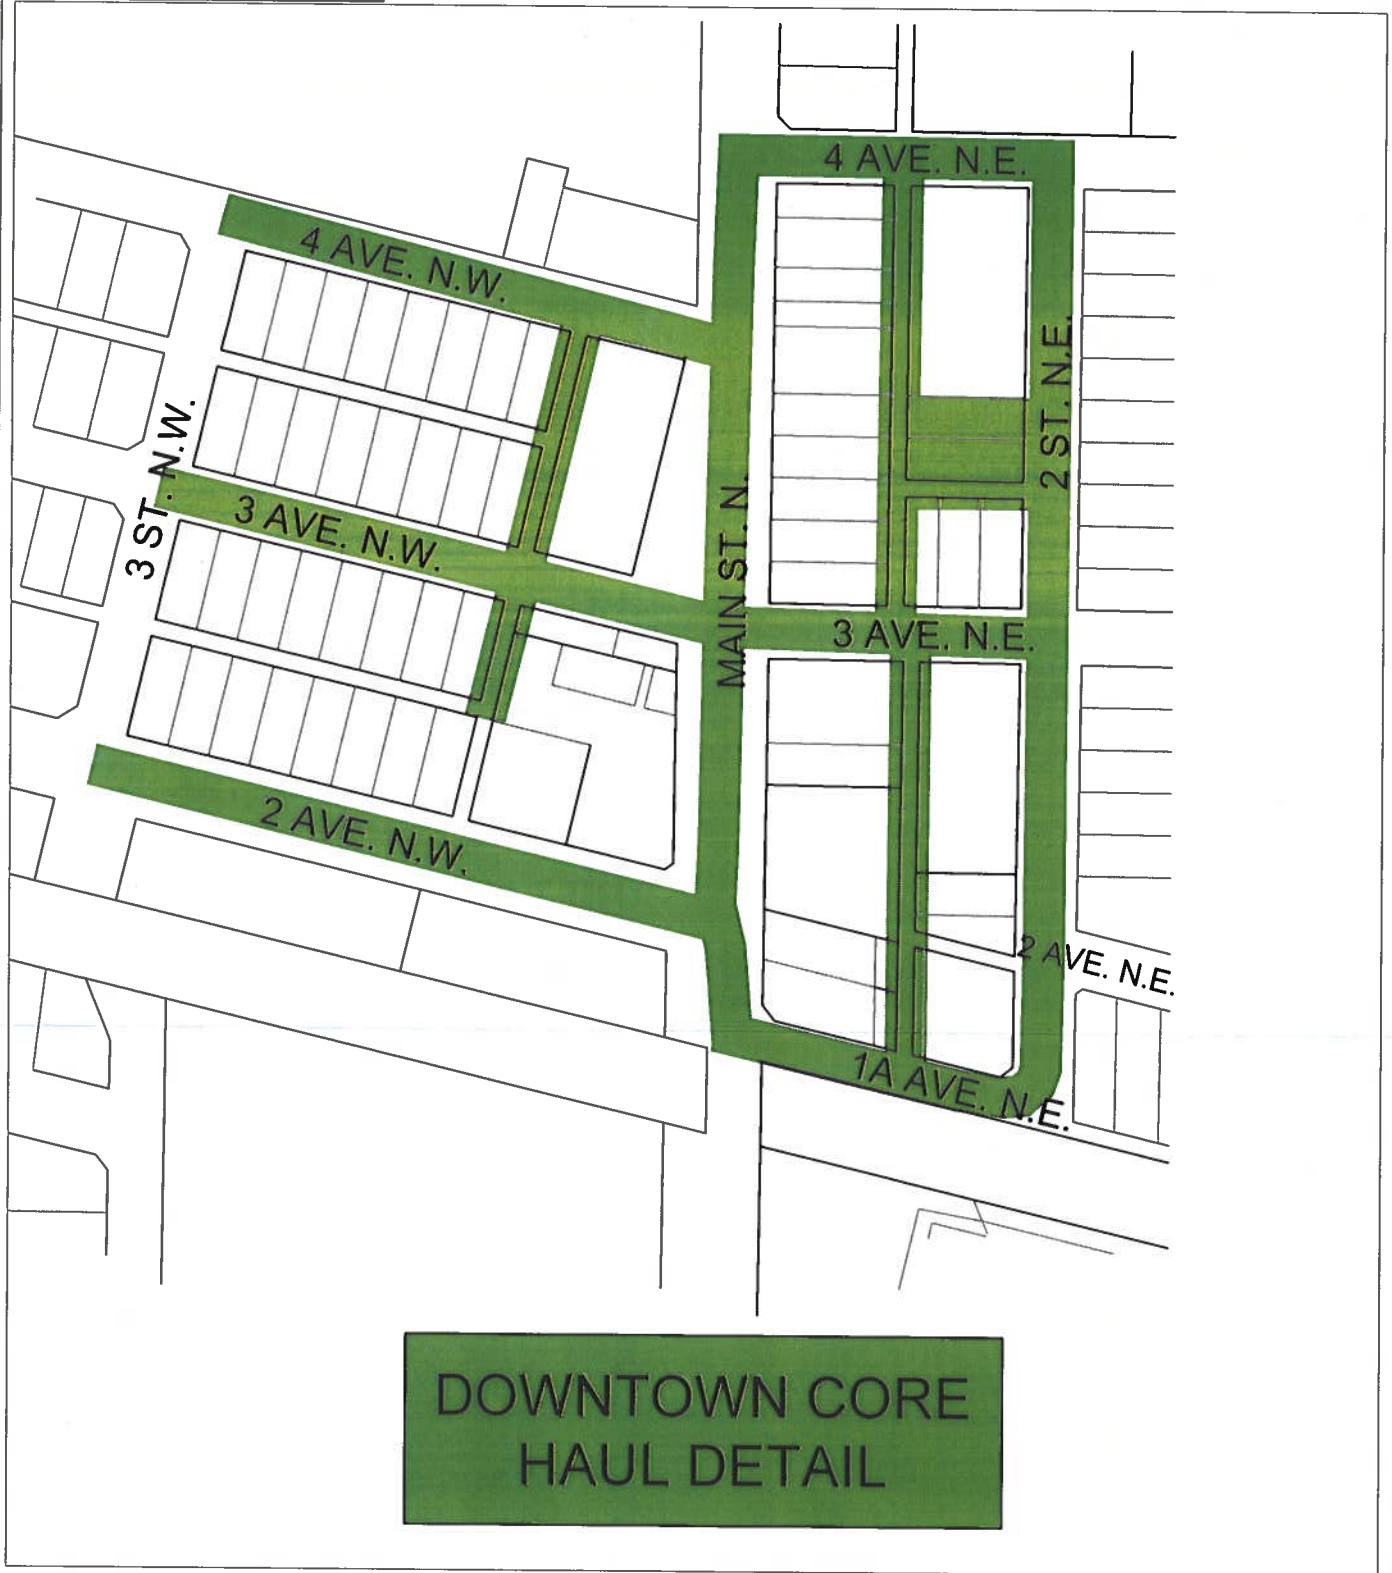 4 AVE. N.E.
4 AVE. N.W.
2 ST. N.E.
3 ST. N.W.
3 AVE. N.W.
MAIN ST. N.
3 AVE. N.E.
2 AVE. N.W.
2 AVE. N.E.
1A AVE. N.E.
DOWNTOWN CORE
HAUL DETAIL